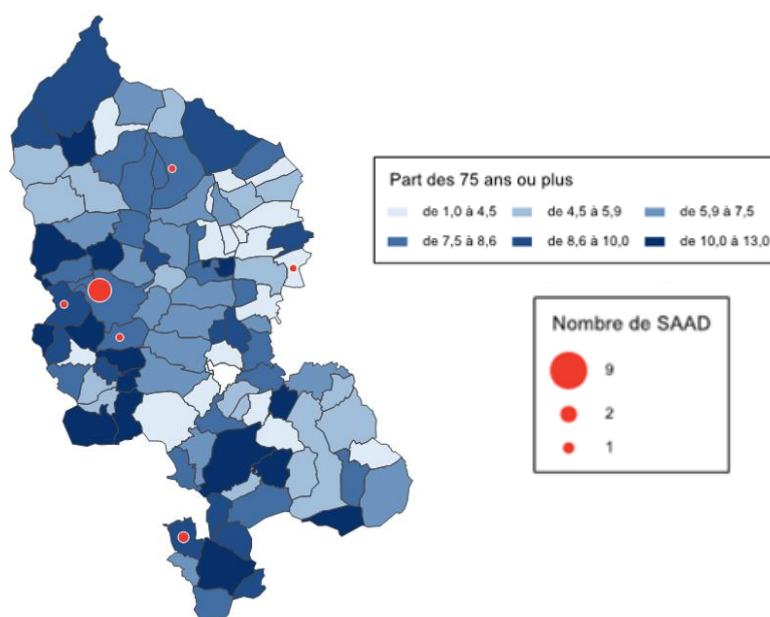 Part des 75 ans ou plus
de 1,0 à 4,5 de 4,5 à 5,9 de 5,9 à 7,5
de 7,5 à 8,6 de 8,6 à 10,0 de 10,0 à 13,0
Nombre de SAAD
9
2
1